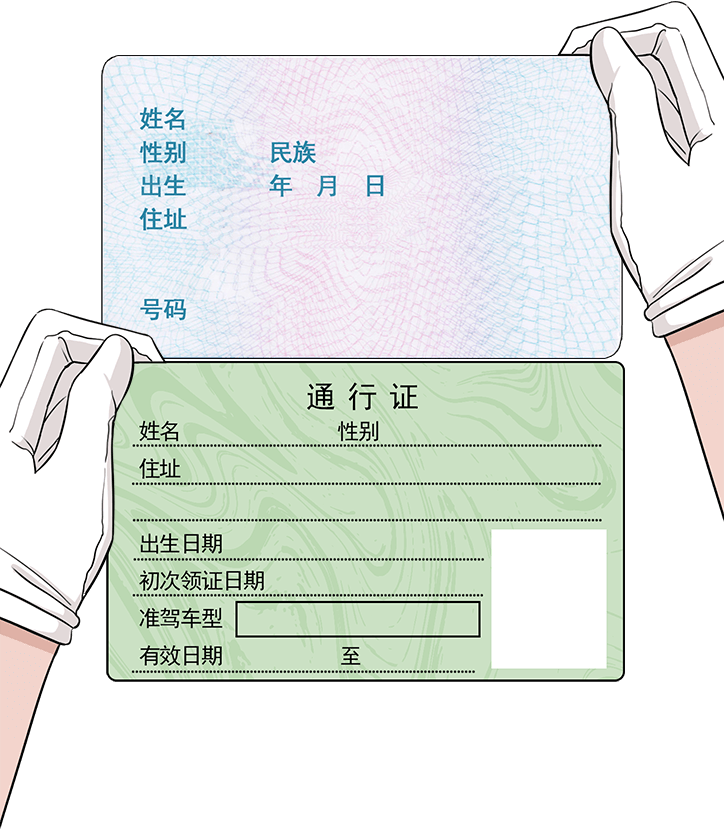 姓名
性别 民族
出生 年 月 日
住址
号码
通行证
姓名 性别
住址
出生日期
初次领证日期
准驾车型
有效日期 至